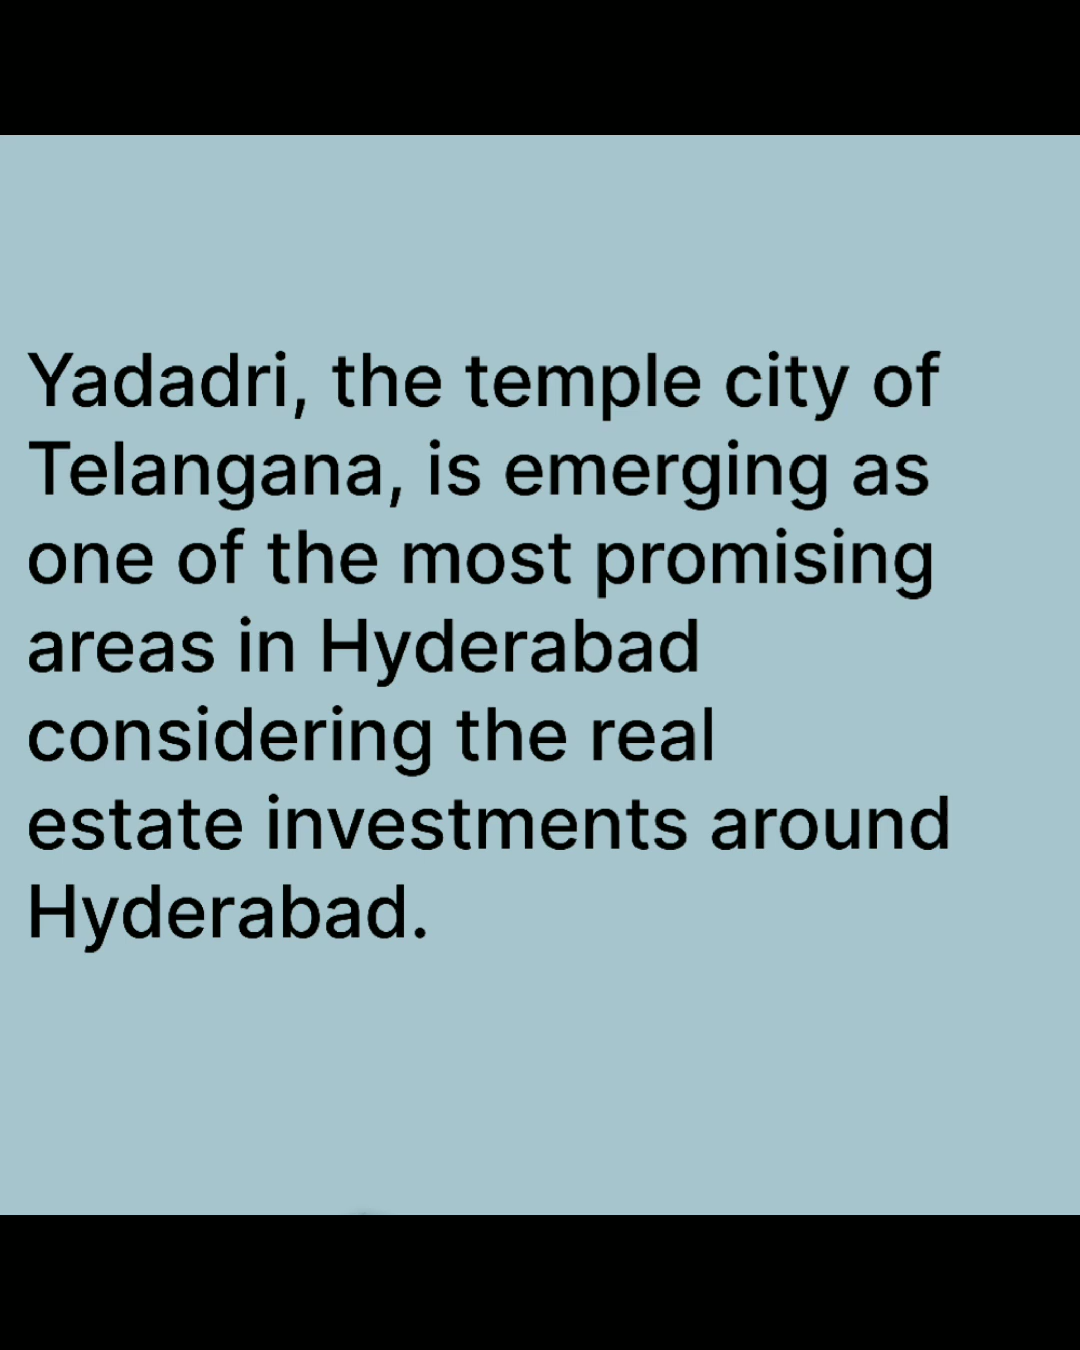 Yadadri, the temple city of
Telangana, is emerging as
one of the most promising
areas in Hyderabad
considering the real
estate investments around
Hyderabad.